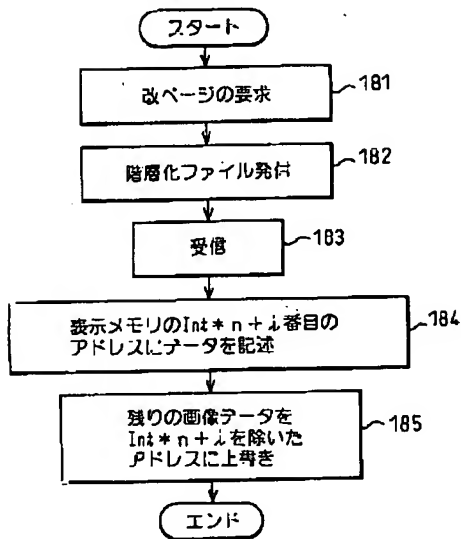 スタート
改ページの要求
181
階層化ファイル発付
182
受信
183
表示メモリのInt*n+i番目の
アドレスにデータを記述
184
残りの画像データを
Int*n+iを除いた
アドレスに上書き
185
エンド